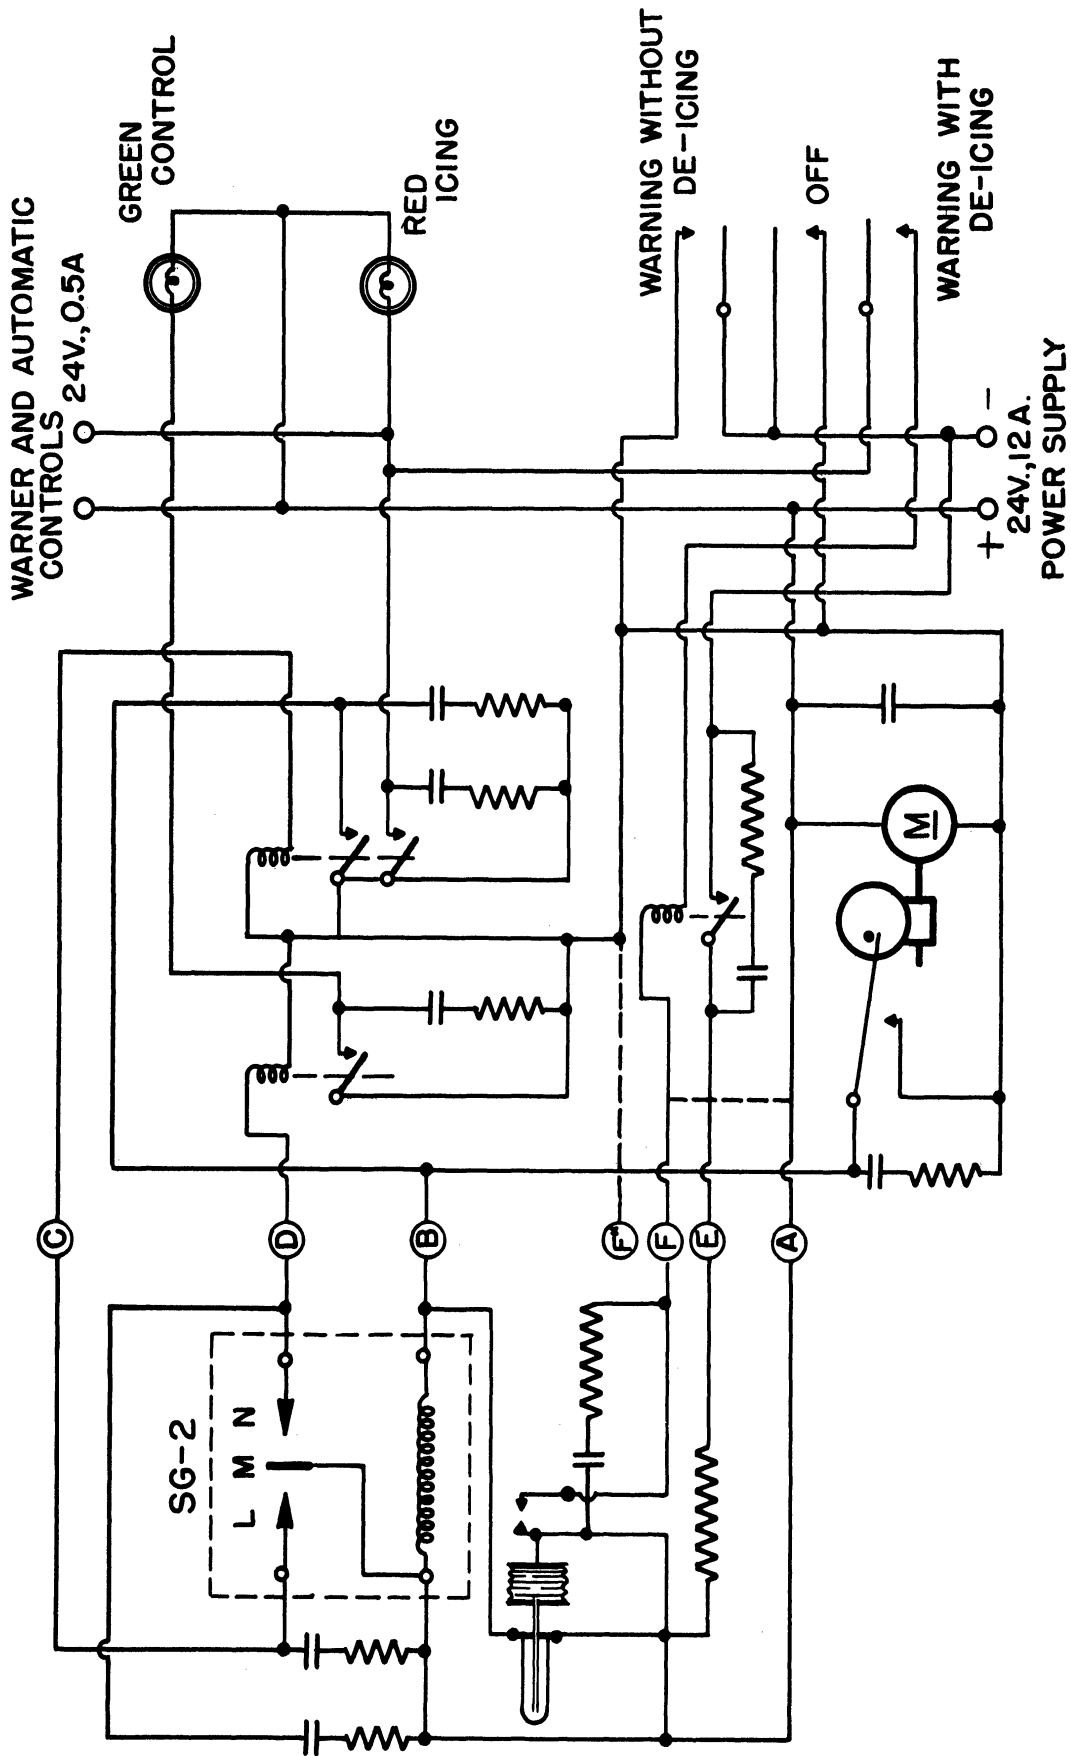 WARNER AND AUTOMATIC
CONTROLS
24V.,0.5A
GREEN
CONTROL
RED
ICING
WARNING WITHOUT
DE-ICING
OFF
WARNING WITH
DE-ICING
+
-
24V.,12A.
POWER SUPPLY
M
C
D
B
F*
F
E
A
SG-2
L M N